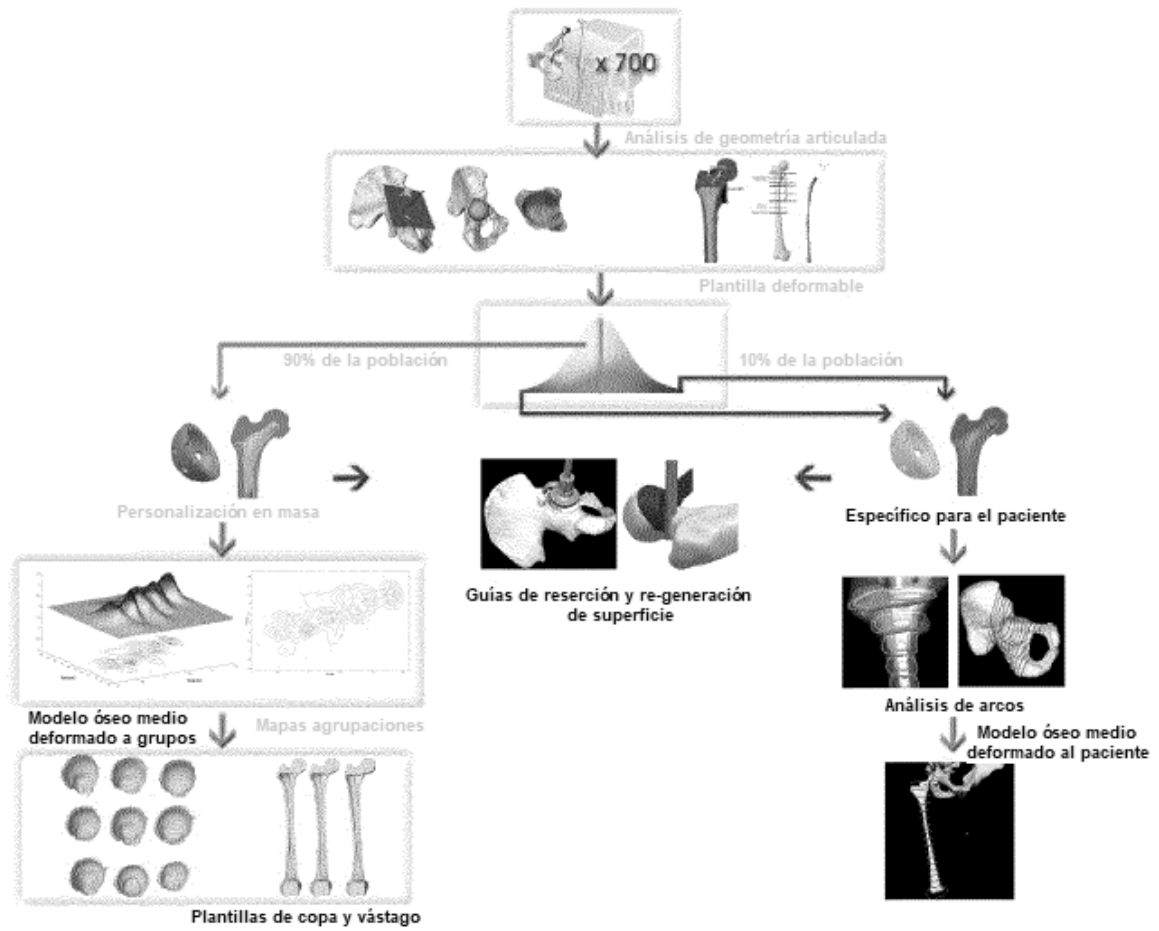 x 700
Análisis de geometría articulada
Plantilla deformable
90% de la población
10% de la población
Personalización en masa
Específico para el paciente
Guías de reserción y re-generación
de superficie
Análisis de arcos
Modelo óseo medio
deformado a grupos
Mapas agrupaciones
Modelo óseo medio
deformado al paciente
Plantillas de copa y vástago